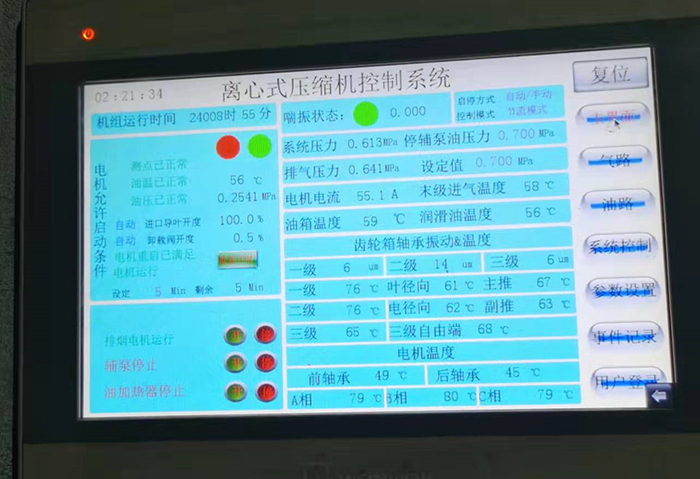 02:21:34
离心式压缩机控制系统
复位
机组运行时间 24008时 55分
喘振状态: 0.000
启停方式 自动/手动
控制模式 节流模式
主界面
气路
油路
系统控制
参数设置
事件记录
用户登录
电机允许启动条件
测点已正常
油温已正常 56 ℃
油压已正常 0.2541 MPa
自动 进口导叶开度 100.0 %
自动 卸载阀开度 0.5 %
电机重启已满足
电机运行
设定 5 Min 剩余 5 Min
系统压力 0.613 MPa 停辅泵油压力 0.700 MPa
排气压力 0.641 MPa 设定值 0.700 MPa
电机电流 55.1 A 末级进气温度 58 ℃
油箱温度 59 ℃ 润滑油温度 56 ℃
齿轮箱轴承振动&温度
一级 6 um 二级 14 um 三级 6 um
一级 76 ℃ 叶径向 61 ℃ 主推 67 ℃
二级 76 ℃ 电径向 62 ℃ 副推 63 ℃
三级 65 ℃ 三级自由端 68 ℃
电机温度
前轴承 49 ℃ 后轴承 45 ℃
A相 79 ℃ B相 80 ℃ C相 79 ℃
排烟电机运行
辅泵停止
油加热器停止